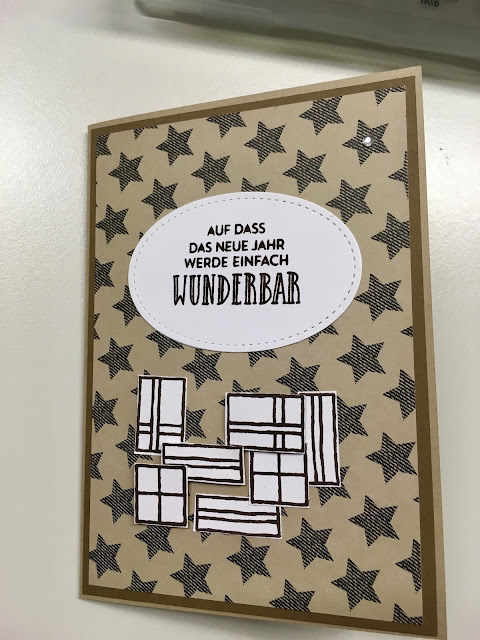 AUF DASS
DAS NEUE JAHR
WERDE EINFACH
WUNDERBAR